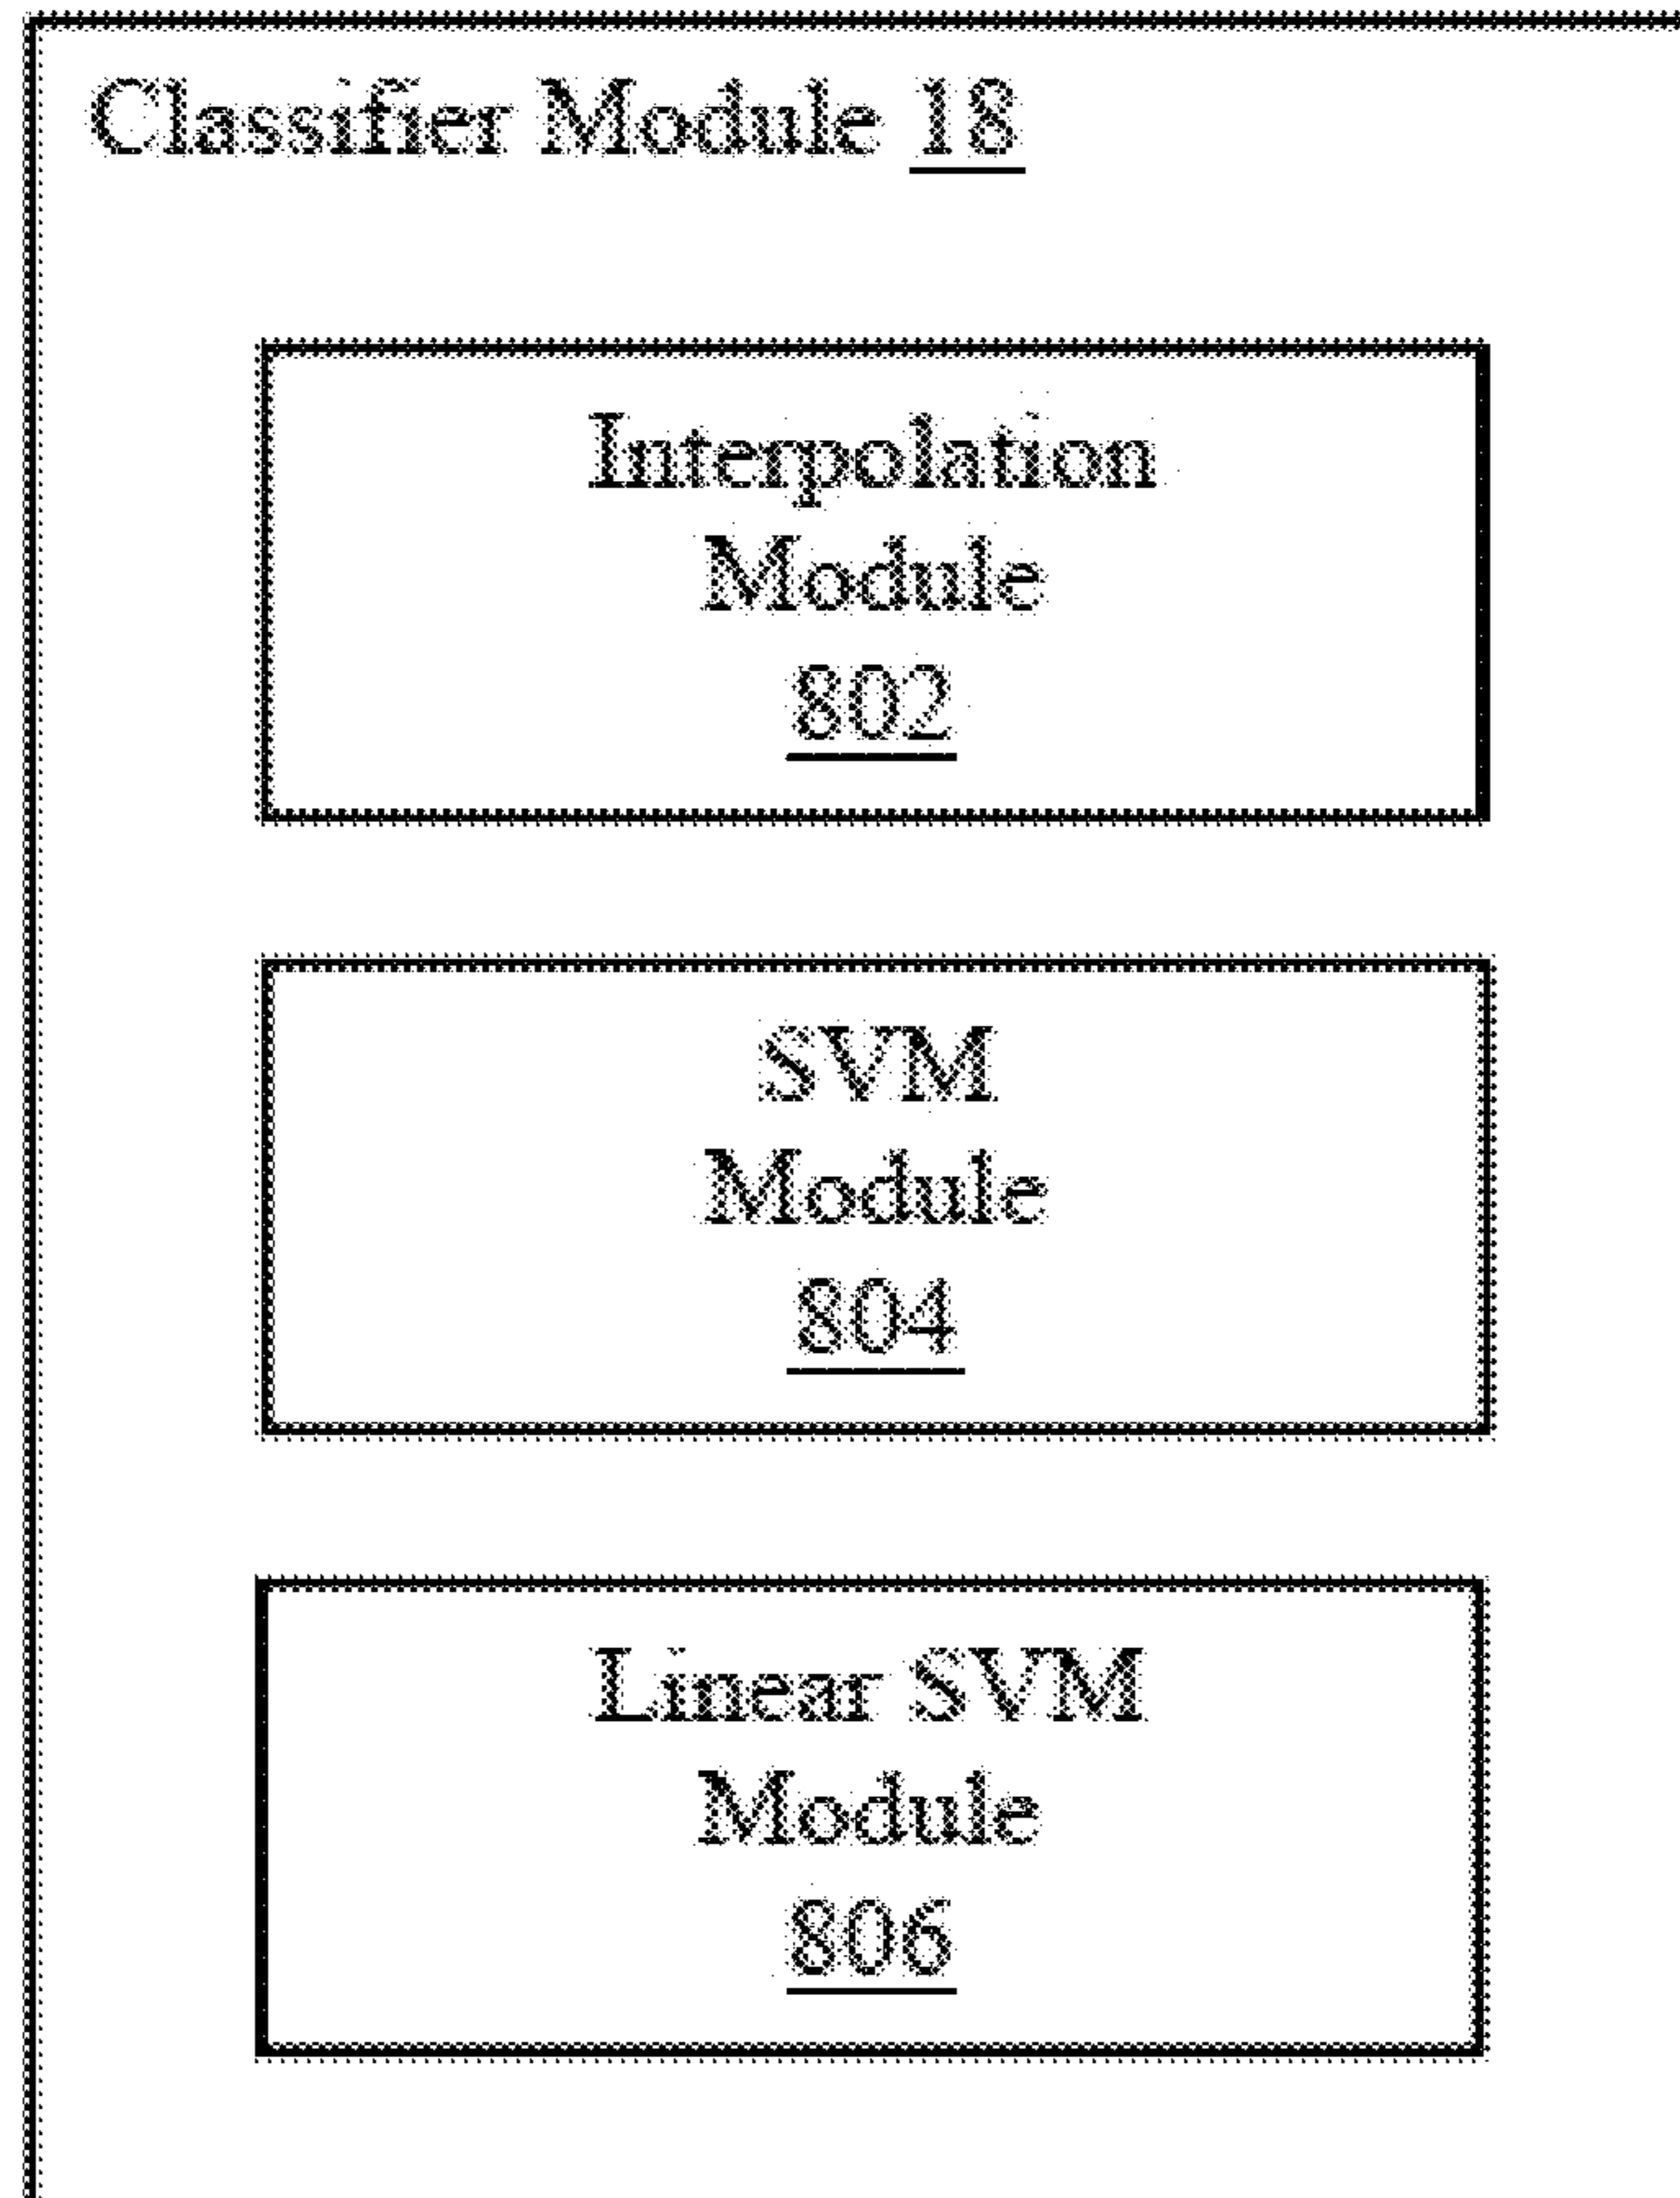 Classifier Module 18
Interpolation
Module
802
SVM
Module
804
Linear SVM
Module
806